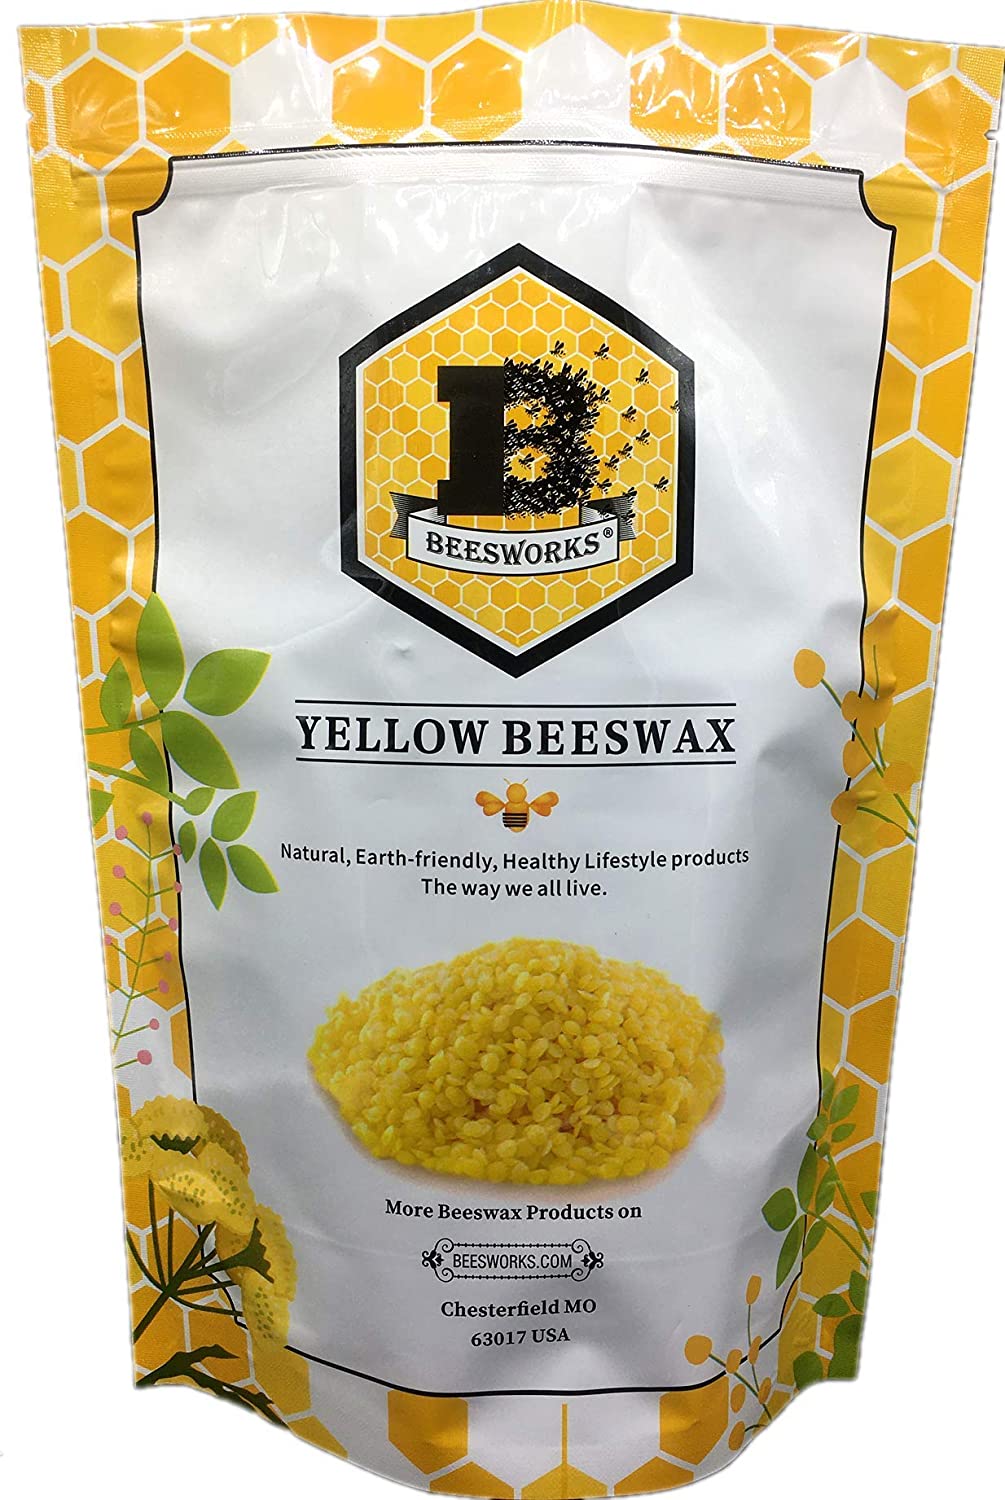 B
BEESWORKS®
YELLOW BEESWAX
Natural, Earth-friendly, Healthy Lifestyle products
The way we all live.
More Beeswax Products on
BEESWORKS.COM
Chesterfield MO
63017 USA